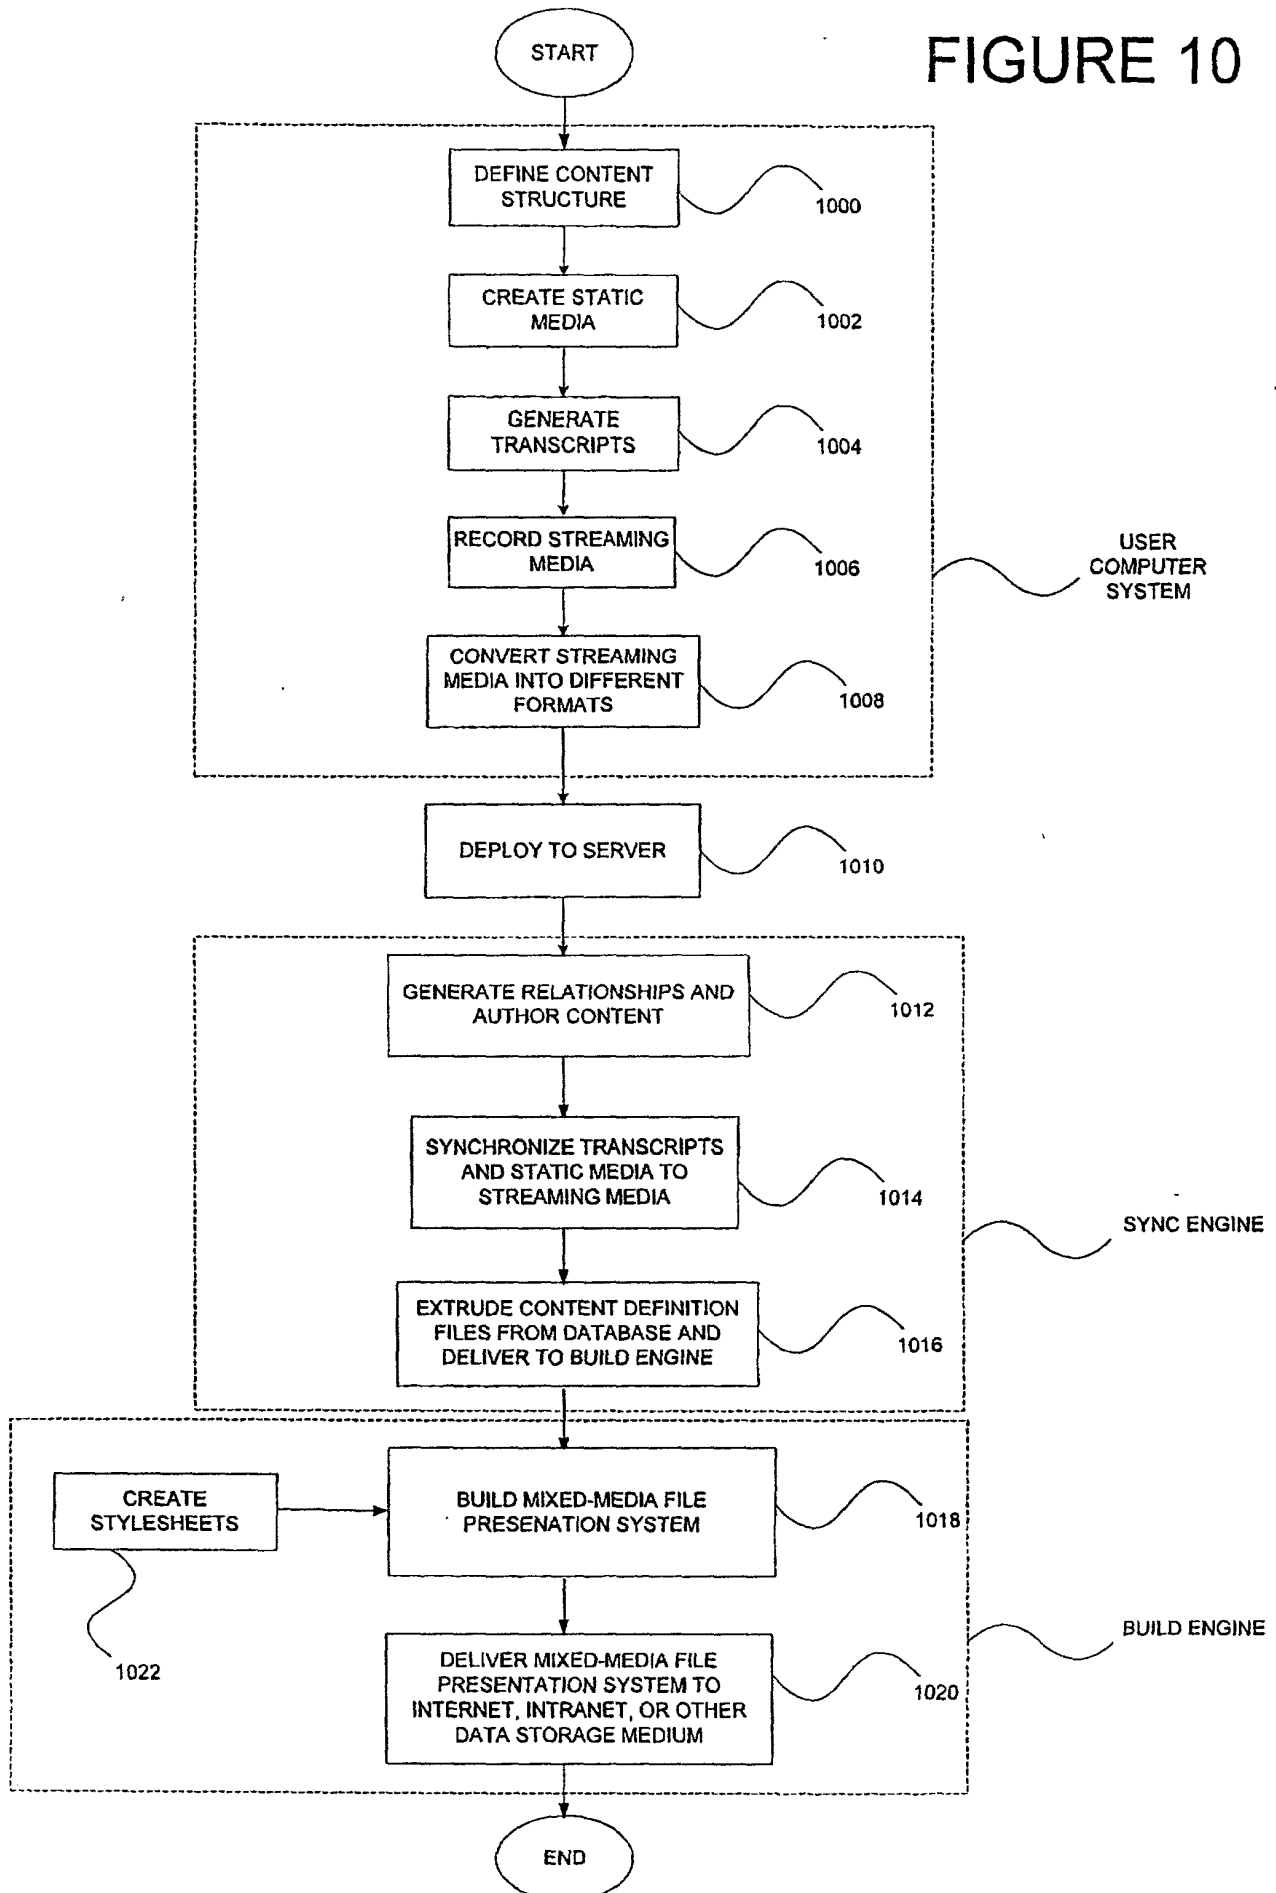 START
FIGURE 10
DEFINE CONTENT
STRUCTURE
1000
CREATE STATIC
MEDIA
1002
GENERATE
TRANSCRIPTS
1004
RECORD STREAMING
MEDIA
1006
USER
COMPUTER
SYSTEM
CONVERT STREAMING
MEDIA INTO DIFFERENT
FORMATS
1008
DEPLOY TO SERVER
1010
GENERATE RELATIONSHIPS AND
AUTHOR CONTENT
1012
SYNCHRONIZE TRANSCRIPTS
AND STATIC MEDIA TO
STREAMING MEDIA
1014
SYNC ENGINE
EXTRUDE CONTENT DEFINITION
FILES FROM DATABASE AND
DELIVER TO BUILD ENGINE
1016
CREATE
STYLESHEETS
1022
BUILD MIXED-MEDIA FILE
PRESENATION SYSTEM
1018
BUILD ENGINE
DELIVER MIXED-MEDIA FILE
PRESENTATION SYSTEM TO
INTERNET, INTRANET, OR OTHER
DATA STORAGE MEDIUM
1020
END